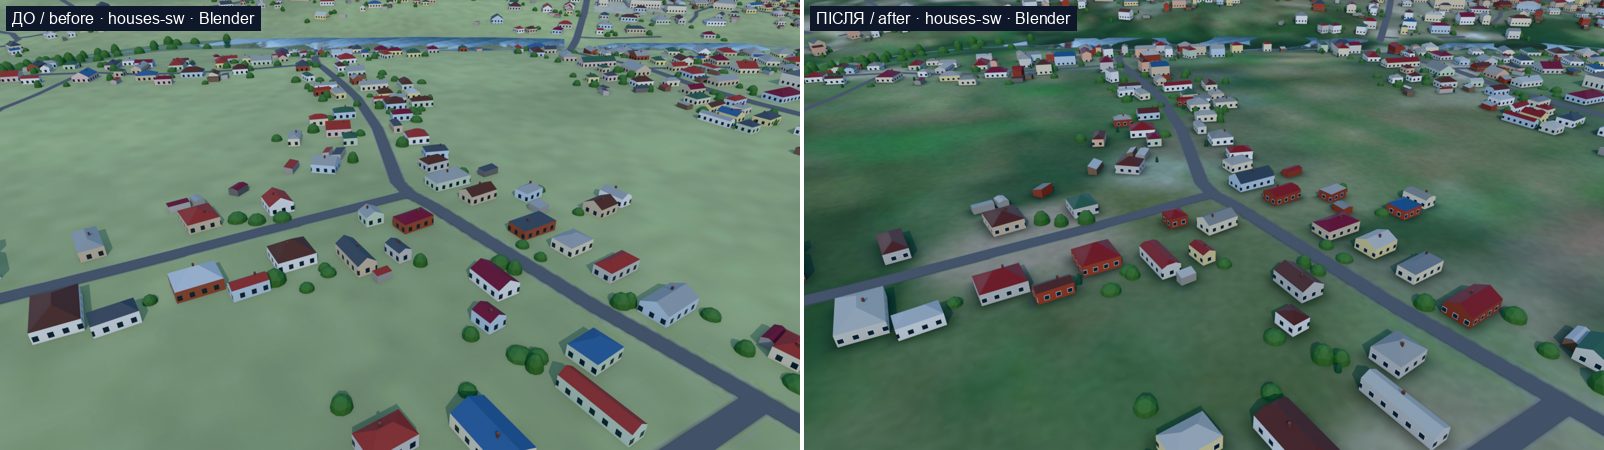 ДО / before · houses-sw · Blender
ПІСЛЯ / after · houses-sw · Blender